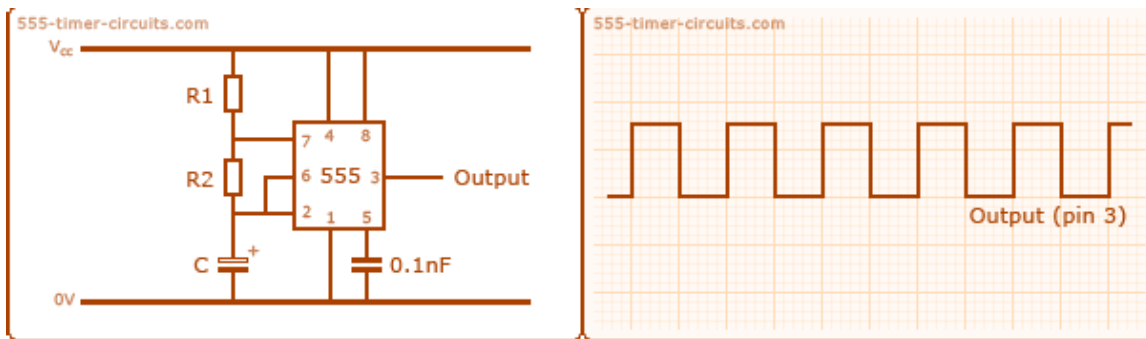 555-timer-circuits.com
Vcc
R1
7 4 8
R2
6 555 3
Output
2 1 5
C +
0.1nF
0V
555-timer-circuits.com
Output (pin 3)